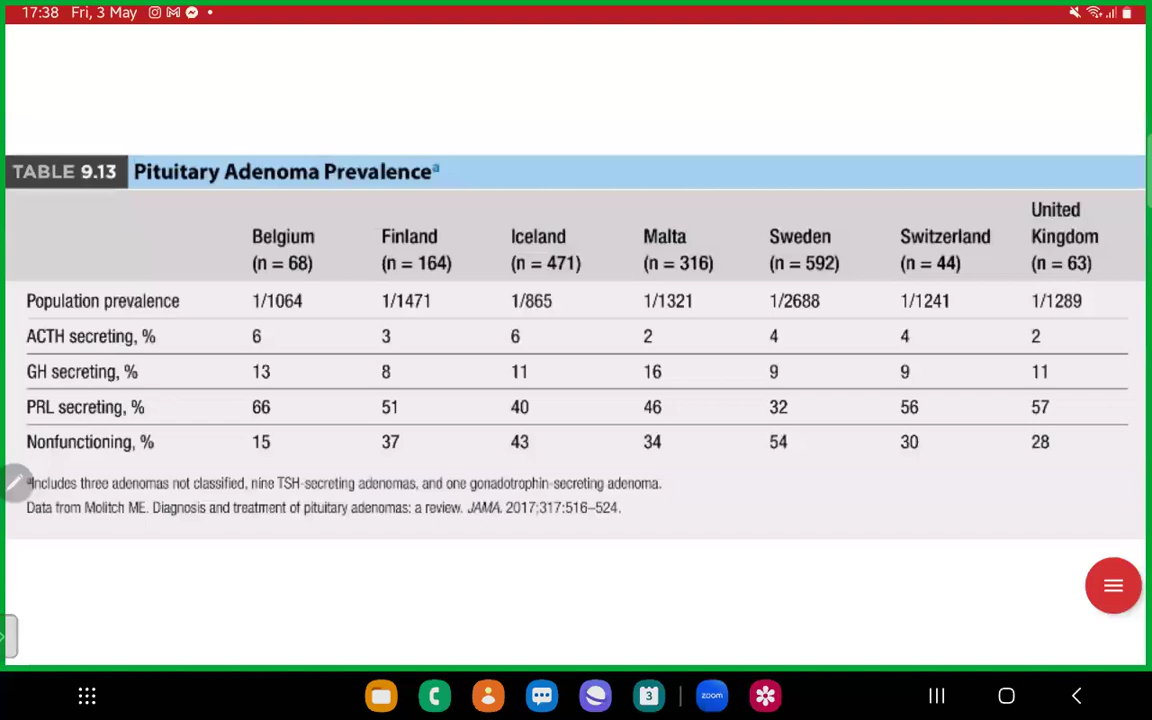 17:38 Fri, 3 May
TABLE 9.13 Pituitary Adenoma Prevalenceª
Belgium (n = 68) Finland (n = 164) Iceland (n = 471) Malta (n = 316) Sweden (n = 592) Switzerland (n = 44) United Kingdom (n = 63)
Population prevalence 1/1064 1/1471 1/865 1/1321 1/2688 1/1241 1/1289
ACTH secreting, % 6 3 6 2 4 4 2
GH secreting, % 13 8 11 16 9 9 11
PRL secreting, % 66 51 40 46 32 56 57
Nonfunctioning, % 15 37 43 34 54 30 28
ªIncludes three adenomas not classified, nine TSH-secreting adenomas, and one gonadotrophin-secreting adenoma.
Data from Molitch ME. Diagnosis and treatment of pituitary adenomas: a review. JAMA. 2017;317:516–524.
3
zoom